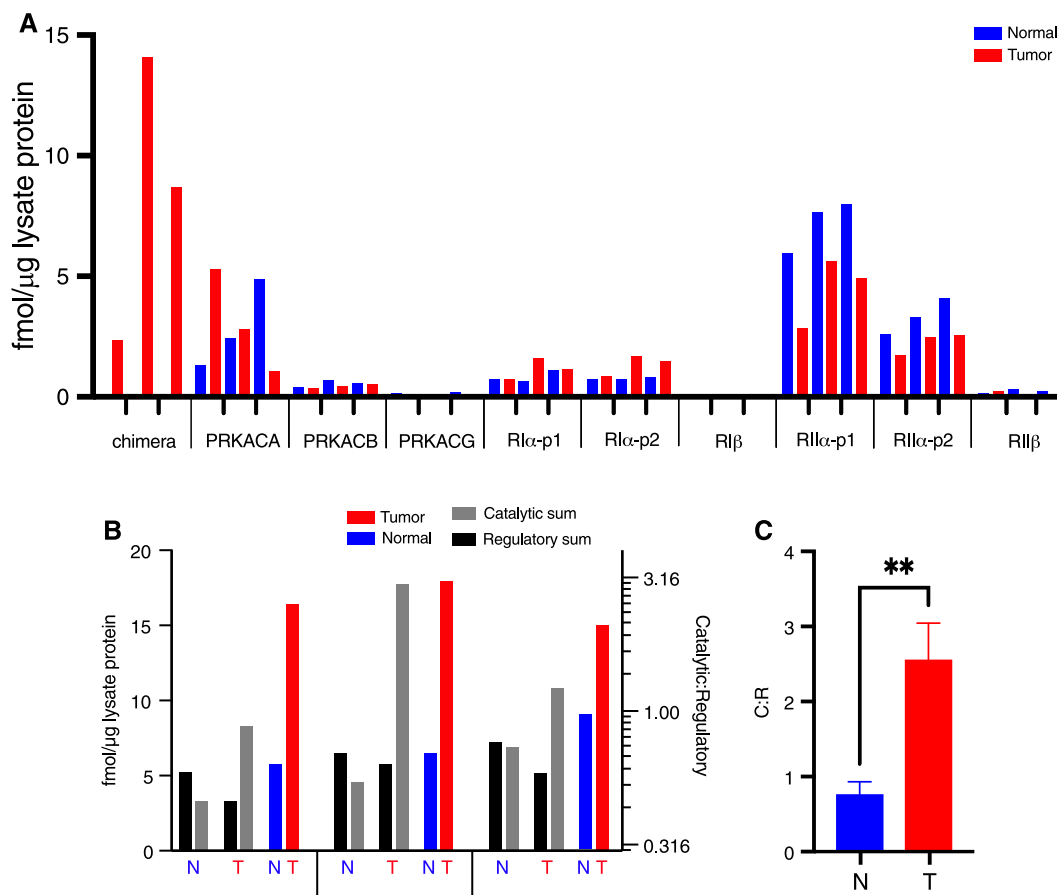 A
15
10
5
0
fmol/μg lysate protein
Normal
Tumor
chimera PRKACA PRKACB PRKACG RIα-p1 RIα-p2 RIβ RIIα-p1 RIIα-p2 RIIβ
B
Tumor Catalytic sum
Normal Regulatory sum
20
15
10
5
0
fmol/μg lysate protein
3.16
1.00
0.316
Catalytic:Regulatory
N T N T N T N T N T N T
C
**
4
3
2
1
0
C:R
N T